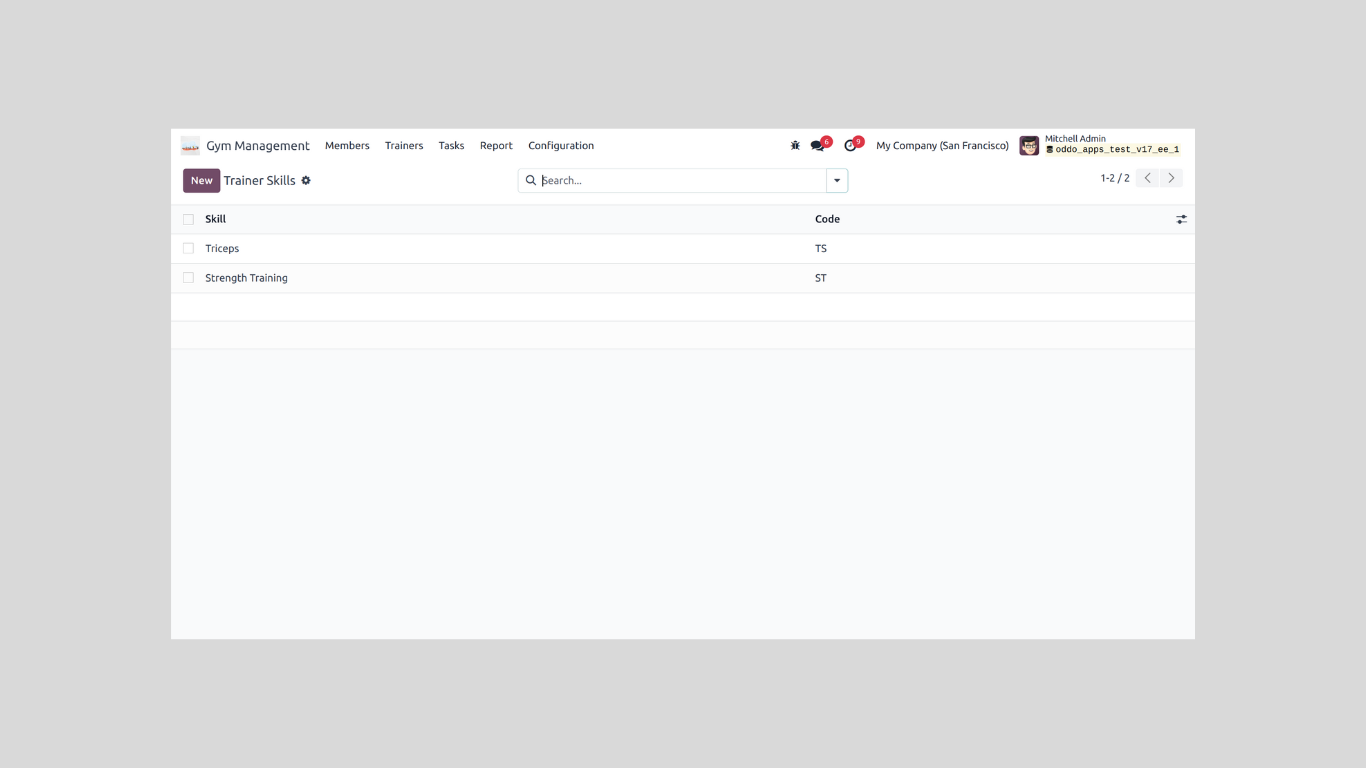 Gym Management Members Trainers Tasks Report Configuration 6 9 My Company (San Francisco) Mitchell Admin
oddo_apps_test_v17_ee_1
New Trainer Skills Search... 1-2 / 2
Skill Code
Triceps TS
Strength Training ST